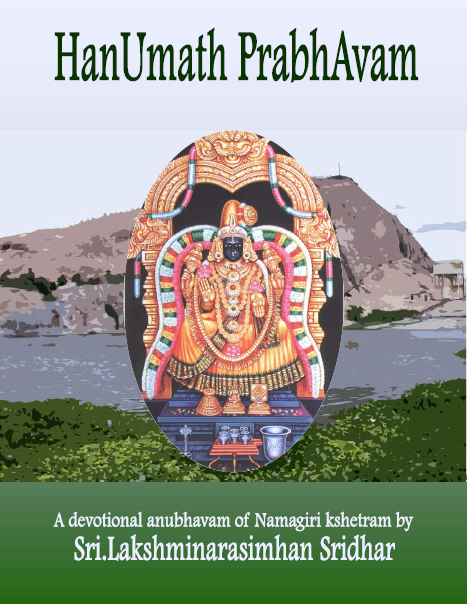 HanUmath PrabhAvam
A devotional anubhavam of Namagiri kshetram by
Sri.Lakshminarasimhan Sridhar